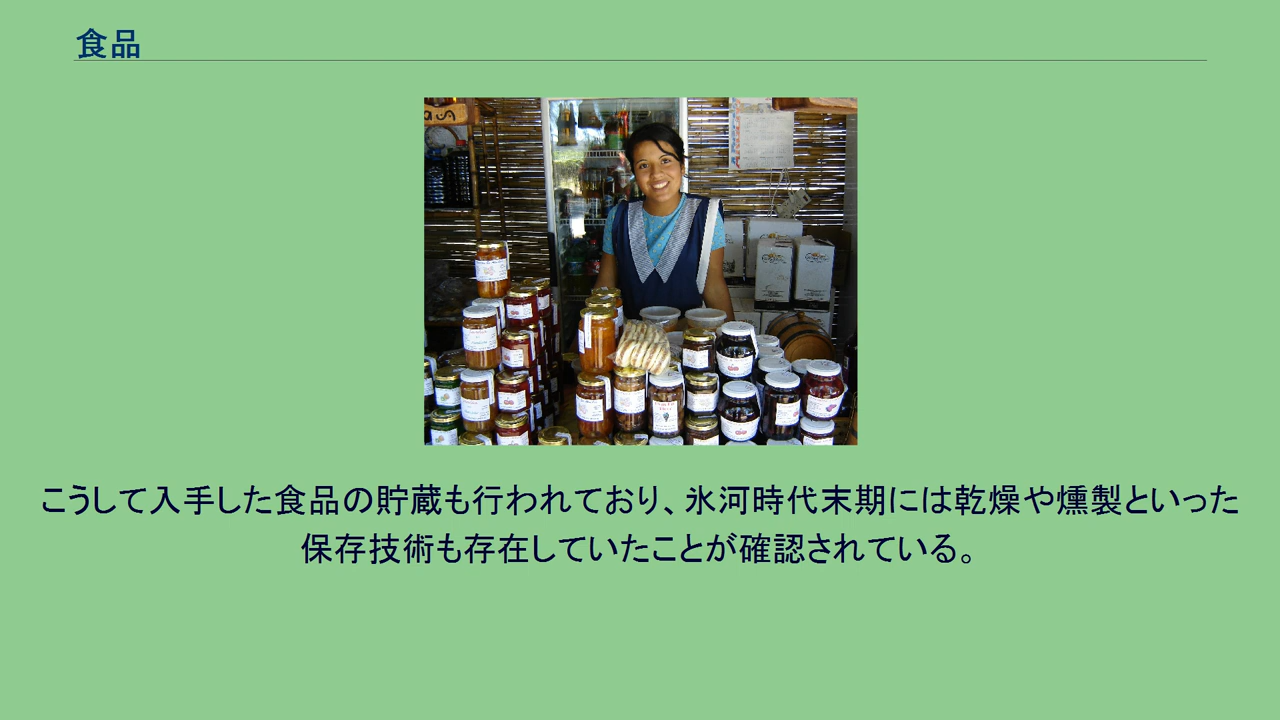 食品
こうして入手した食品の貯蔵も行われており、氷河時代末期には乾燥や燻製といった
保存技術も存在していたことが確認されている。